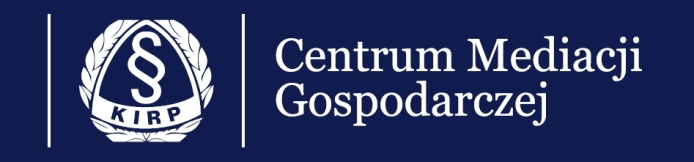 §
KIRP
Centrum Mediacji
Gospodarczej